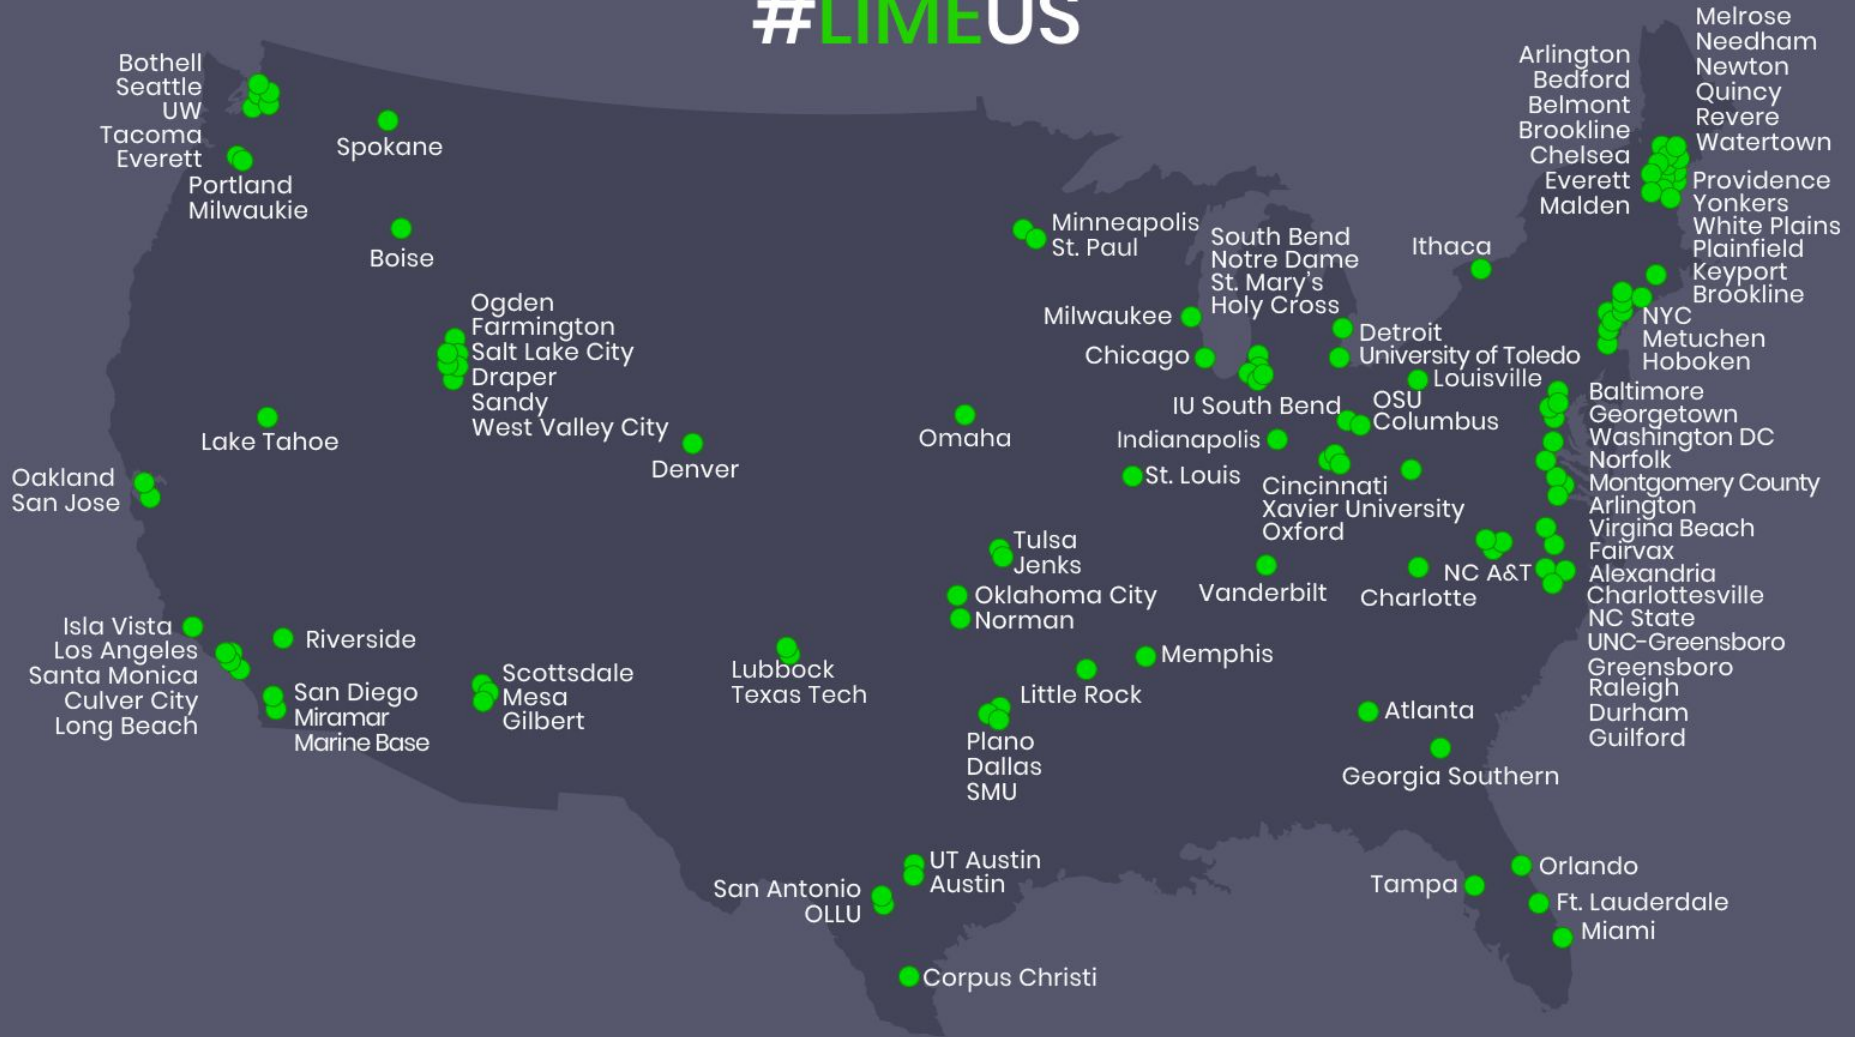 #LIMEUS
Bothell
Seattle
UW
Tacoma
Everett
Portland
Milwaukie
Spokane
Boise
Ogden
Farmington
Salt Lake City
Draper
Sandy
West Valley City
Lake Tahoe
Denver
Oakland
San Jose
Isla Vista
Los Angeles
Santa Monica
Culver City
Long Beach
Riverside
San Diego
Miramar
Marine Base
Scottsdale
Mesa
Gilbert
Lubbock
Texas Tech
Minneapolis
St. Paul
Omaha
Tulsa
Jenks
Oklahoma City
Norman
Little Rock
Memphis
Plano
Dallas
SMU
UT Austin
Austin
San Antonio
OLLU
Corpus Christi
Milwaukee
Chicago
South Bend
Notre Dame
St. Mary's
Holy Cross
IU South Bend
Indianapolis
St. Louis
Detroit
University of Toledo
Louisville
OSU
Columbus
Cincinnati
Xavier University
Oxford
Vanderbilt
Charlotte
NC A&T
Atlanta
Georgia Southern
Orlando
Tampa
Ft. Lauderdale
Miami
Ithaca
Arlington
Bedford
Belmont
Brookline
Chelsea
Everett
Malden
Melrose
Needham
Newton
Quincy
Revere
Watertown
Providence
Yonkers
White Plains
Plainfield
Keyport
Brookline
NYC
Metuchen
Hoboken
Baltimore
Georgetown
Washington DC
Norfolk
Montgomery County
Arlington
Virgina Beach
Fairvax
Alexandria
Charlottesville
NC State
UNC-Greensboro
Greensboro
Raleigh
Durham
Guilford